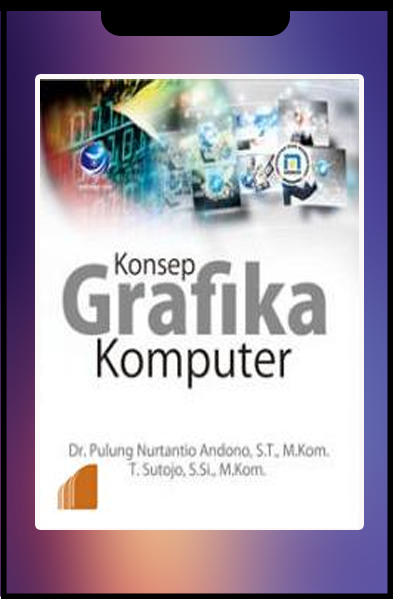 Konsep
Grafika
Komputer
Dr. Pulung Nurtantio Andono, S.T., M.Kom.
T. Sutojo, S.Si., M.Kom.